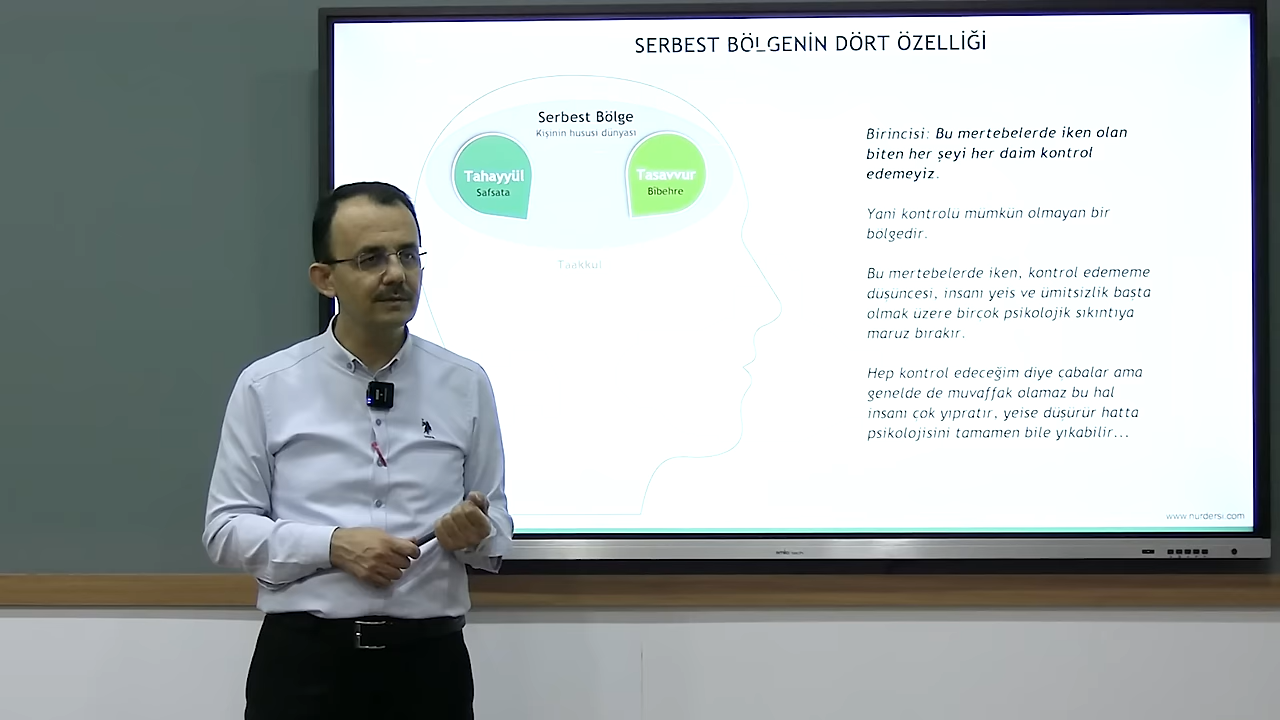 SERBEST BÖLGENİN DÖRT ÖZELLİĞİ
Serbest Bölge
Kişinin hususi dünyası
Tahayyül
Safsata
Tasavvur
Bibehre
Taakkul
Birincisi: Bu mertebelerde iken olan
biten her şeyi her daim kontrol
edemeyiz.
Yani kontrolu mumkün olmayan bir
bolgedir.
Bu mertebelerde iken, kontrol edememe
dusuncesi, insanı yeis ve ümitsizlik başta
olmak uzere bircok psikolojik sıkıntıya
maruz bırakır.
Hep kontrol edeceğim diye cabalar ama
genelde de muvaffak olamaz bu hal
insanı cok yıpratır, yeise dusurur hatta
psikolojisini tamamen bile yıkabilir...
www.nurdersi.com